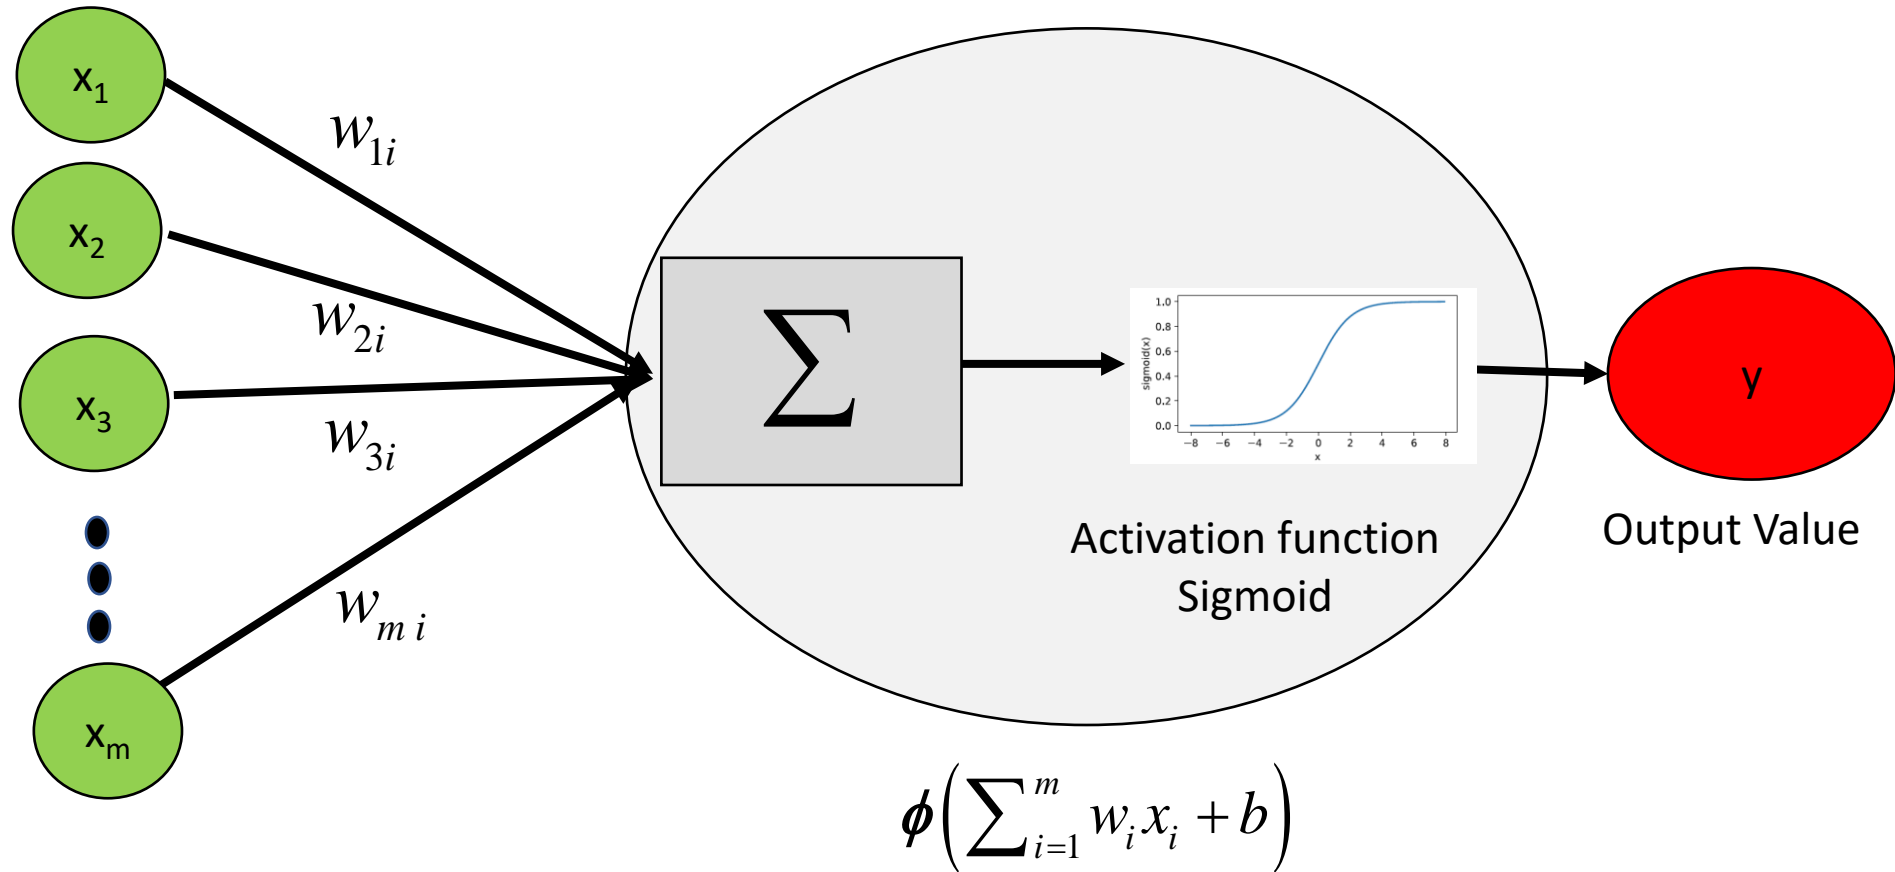 x₁
w₁ᵢ
x₂
w₂ᵢ
x₃
w₃ᵢ
xₘ
wₘ ᵢ
∑
1.0
0.8
0.6
0.4
0.2
0.0
sigmoid(x)
−8 −6 −4 −2 0 2 4 6 8
x
Activation function
Sigmoid
y
Output Value
ϕ(∑ᵢ₌₁ᵐ wᵢxᵢ + b)